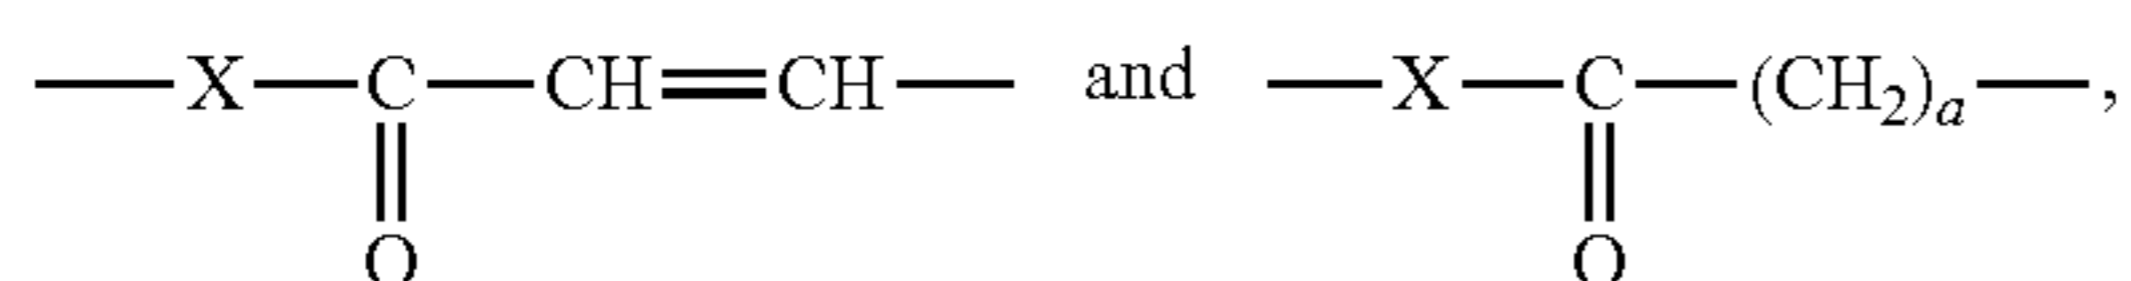 —X—C—CH=CH— and —X—C—(CH₂)ₐ—,
O O